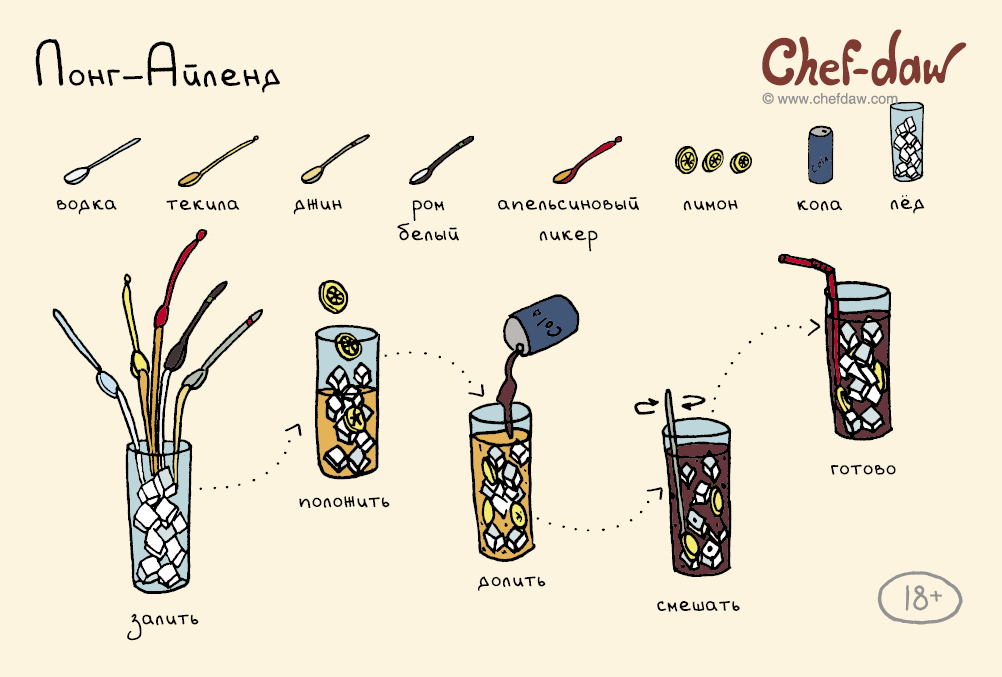 Лонг-Айленд
Chef-daw
© www.chefdaw.com
водка
текила
джин
ром
белый
апельсиновый
ликер
лимон
кола
лёд
Cola
Cola
залить
положить
долить
смешать
готово
18+